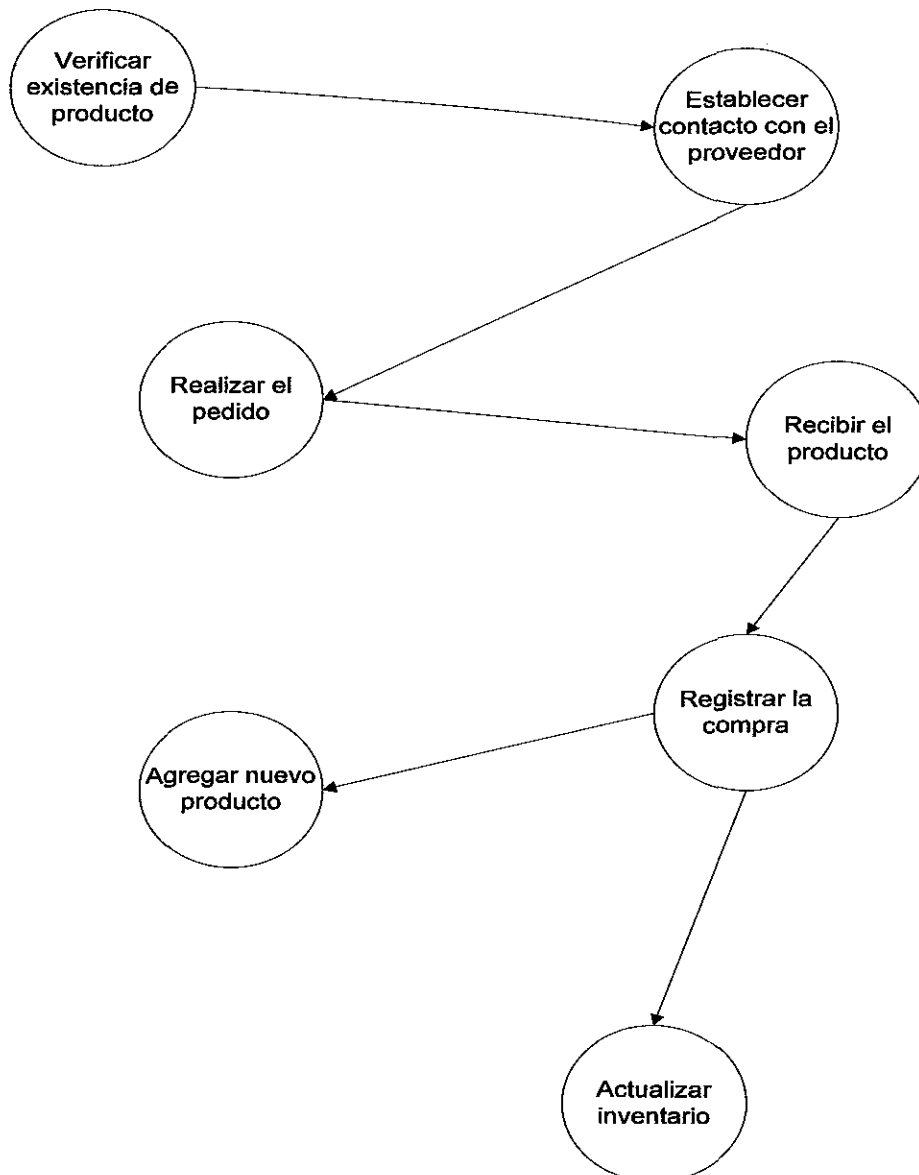 Verificar
existencia de
producto
Establecer
contacto con el
proveedor
Realizar el
pedido
Recibir el
producto
Registrar la
compra
Agregar nuevo
producto
Actualizar
inventario